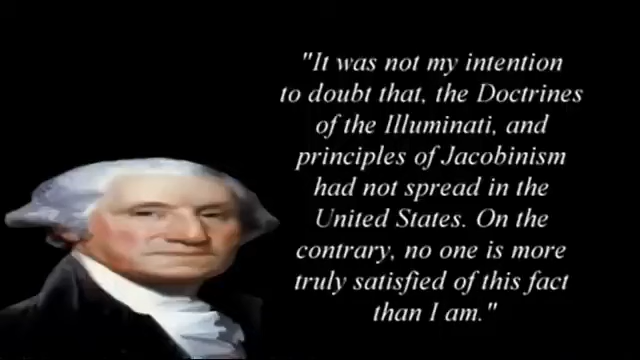 "It was not my intention
to doubt that, the Doctrines
of the Illuminati, and
principles of Jacobinism
had not spread in the
United States. On the
contrary, no one is more
truly satisfied of this fact
than I am."